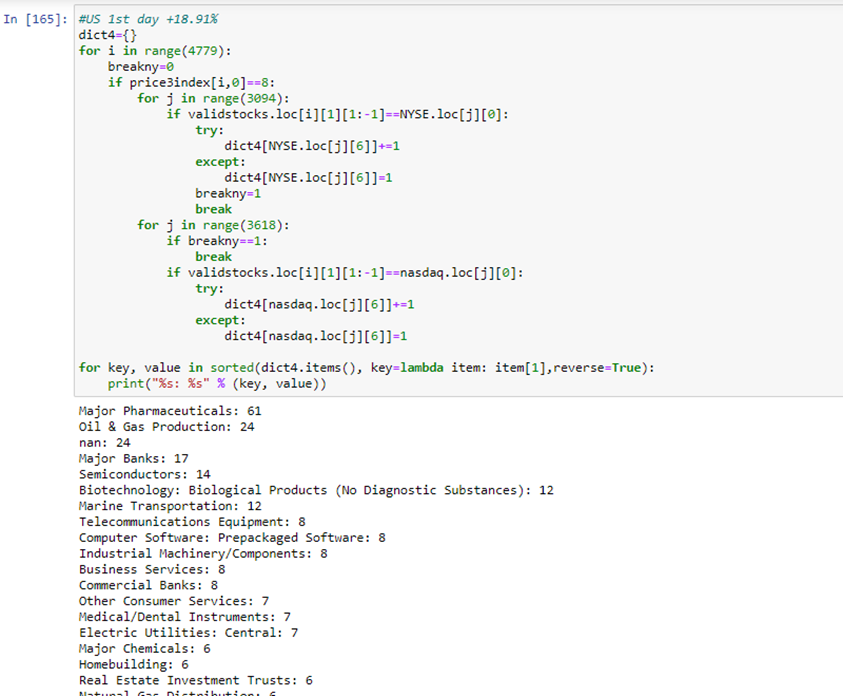 In [165]: #US 1st day +18.91%
dict4={}
for i in range(4779):
    breakny=0
    if price3index[i,0]==8:
        for j in range(3094):
            if validstocks.loc[i][1][1:-1]==NYSE.loc[j][0]:
                try:
                    dict4[NYSE.loc[j][6]]+=1
                except:
                    dict4[NYSE.loc[j][6]]=1
                breakny=1
                break
        for j in range(3618):
            if breakny==1:
                break
            if validstocks.loc[i][1][1:-1]==nasdaq.loc[j][0]:
                try:
                    dict4[nasdaq.loc[j][6]]+=1
                except:
                    dict4[nasdaq.loc[j][6]]=1
for key, value in sorted(dict4.items(), key=lambda item: item[1],reverse=True):
    print("%s: %s" % (key, value))
Major Pharmaceuticals: 61
Oil & Gas Production: 24
nan: 24
Major Banks: 17
Semiconductors: 14
Biotechnology: Biological Products (No Diagnostic Substances): 12
Marine Transportation: 12
Telecommunications Equipment: 8
Computer Software: Prepackaged Software: 8
Industrial Machinery/Components: 8
Business Services: 8
Commercial Banks: 8
Other Consumer Services: 7
Medical/Dental Instruments: 7
Electric Utilities: Central: 7
Major Chemicals: 6
Homebuilding: 6
Real Estate Investment Trusts: 6
Natural Gas Distribution: 6